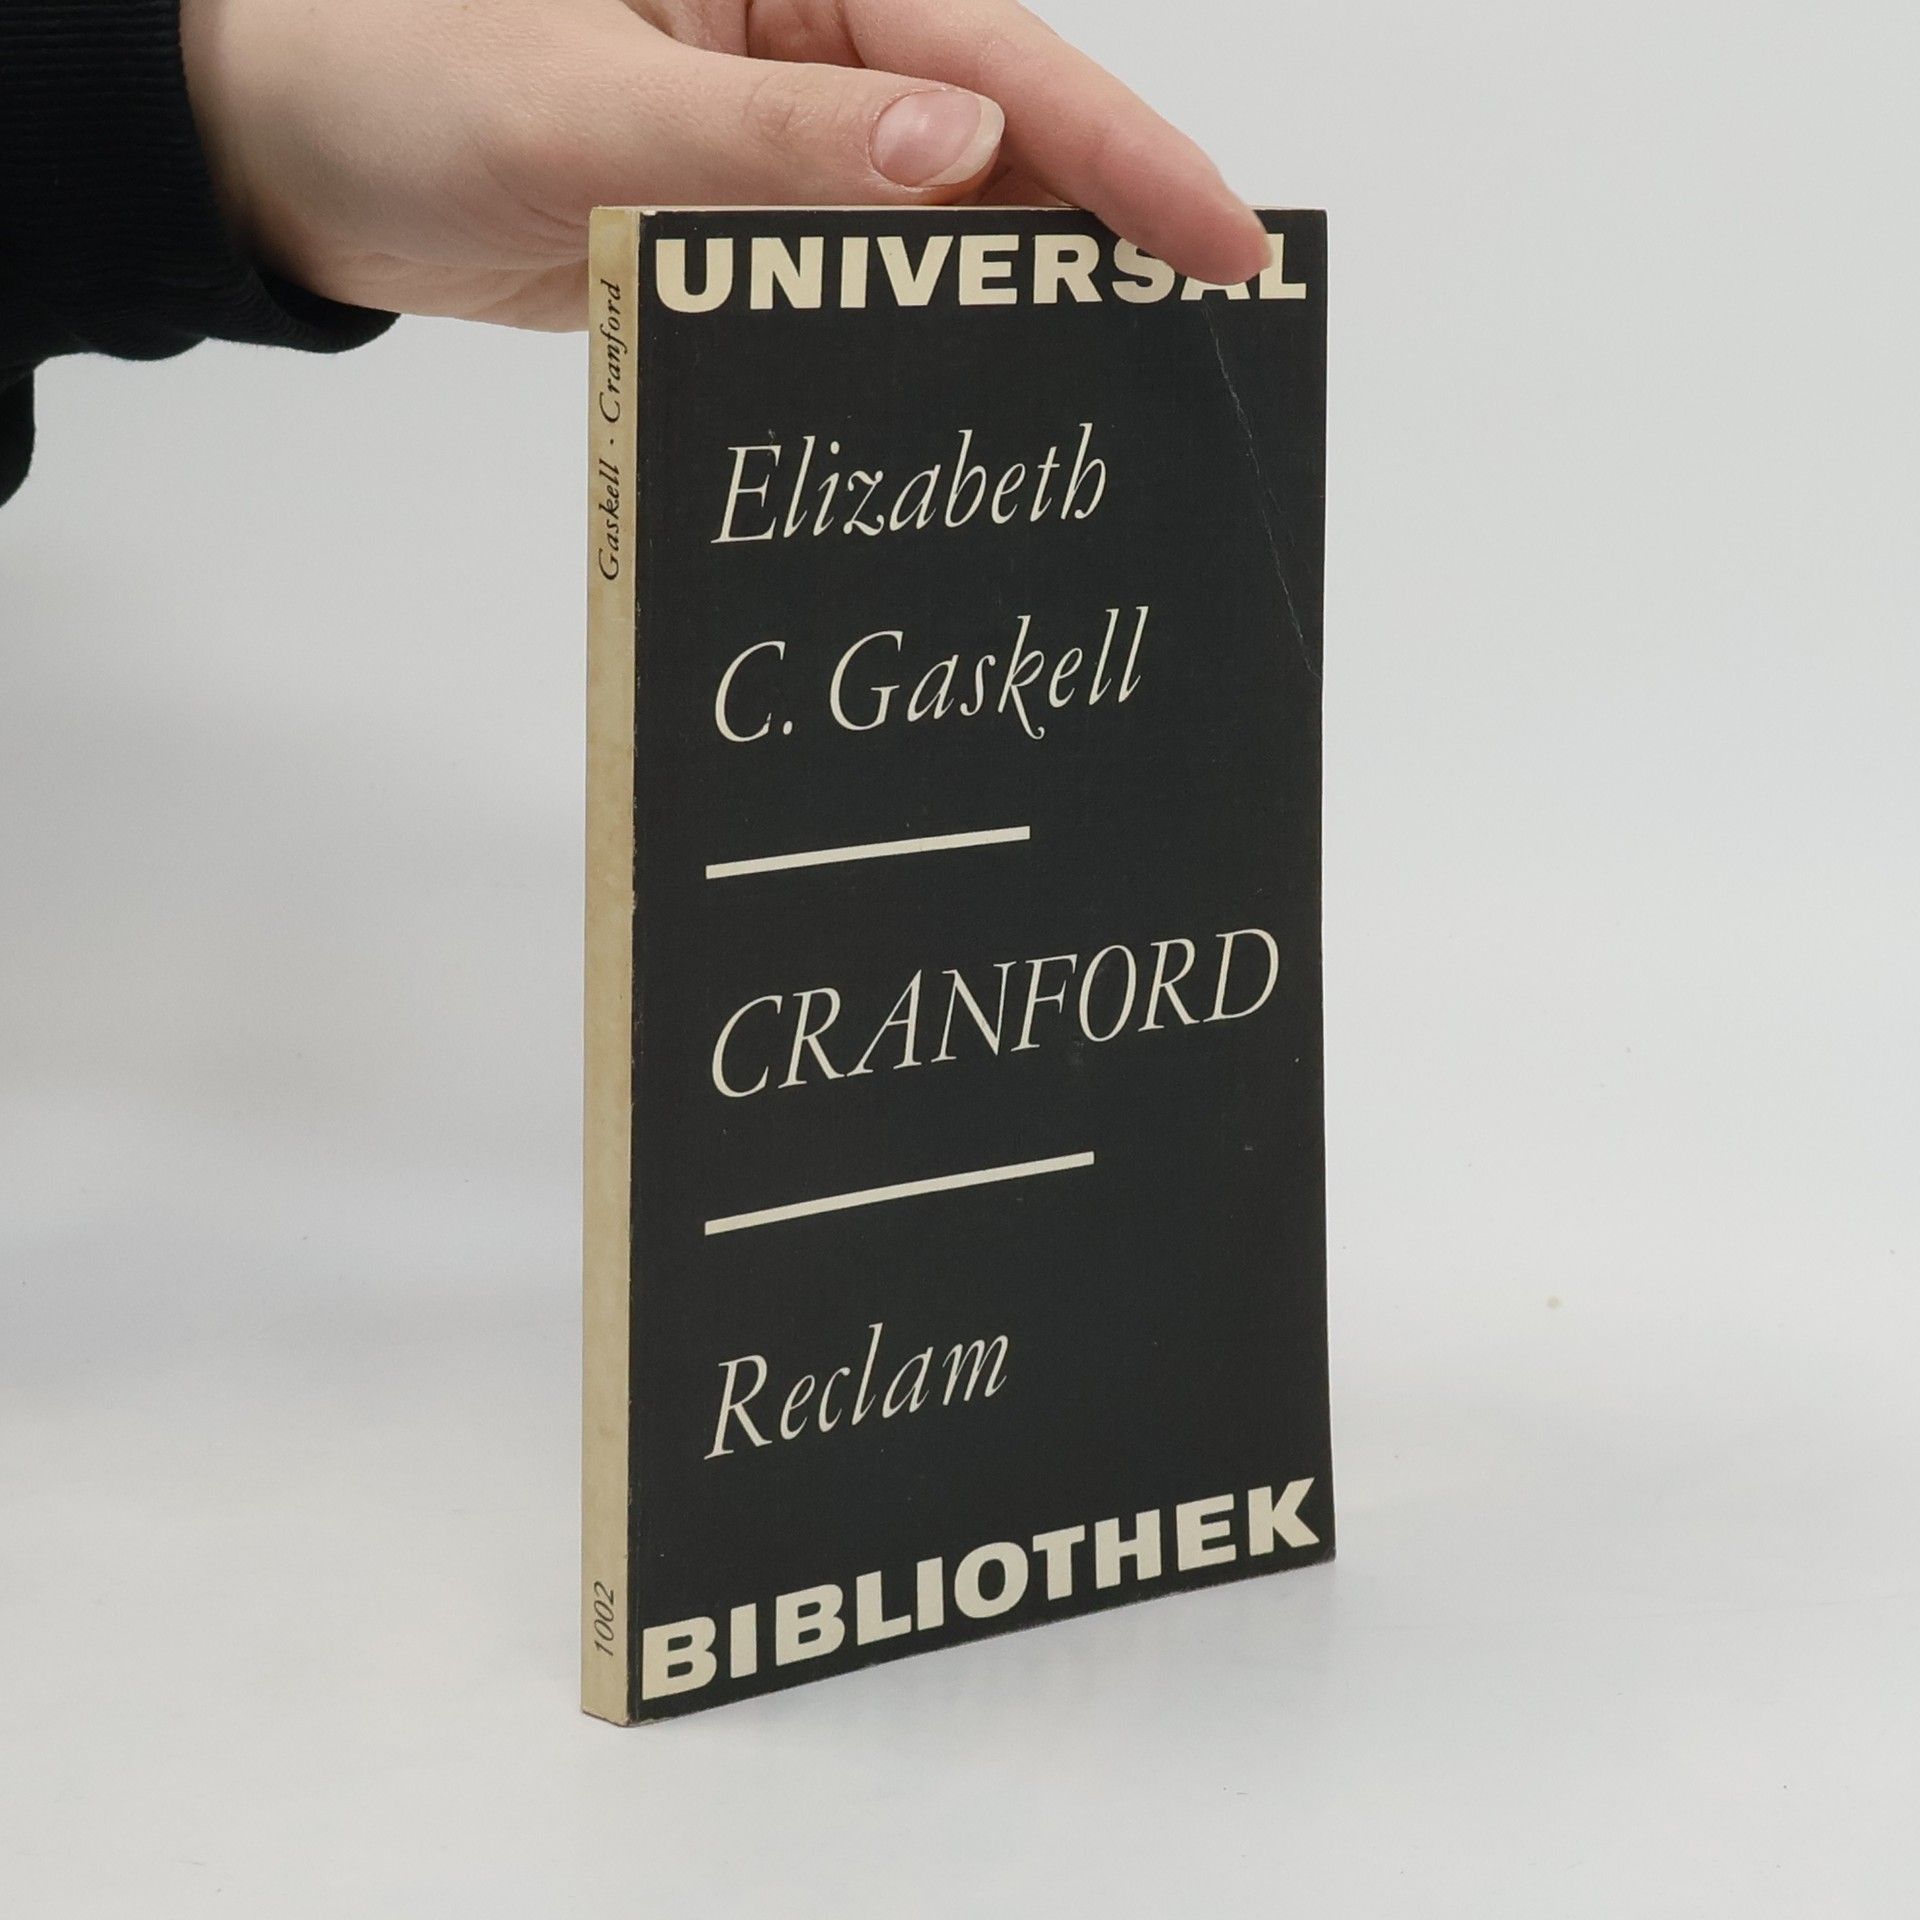 UNIVERSAL
Elizabeth
C. Gaskell
CRANFORD
Reclam
BIBLIOTHEK
Gaskell · Cranford
1002